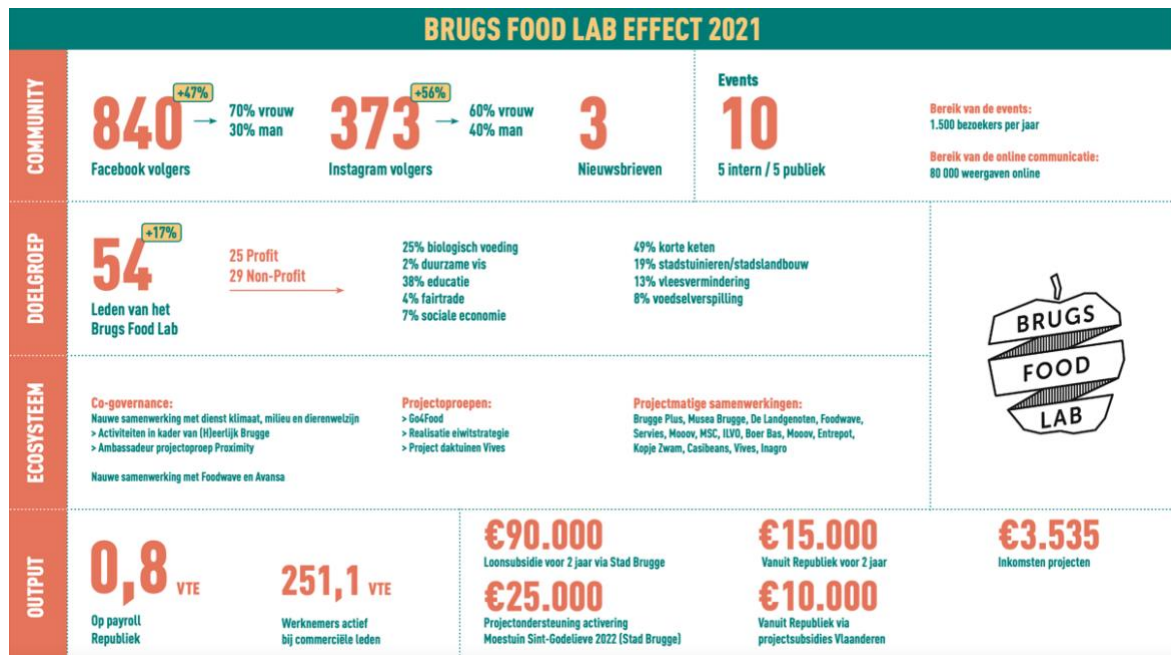 BRUGS FOOD LAB EFFECT 2021
COMMUNITY
840
+47%
Facebook volgers
70% vrouw
30% man
373
+56%
Instagram volgers
60% vrouw
40% man
3
Nieuwsbrieven
Events
10
5 intern / 5 publiek
Bereik van de events:
1.500 bezoekers per jaar
Bereik van de online communicatie:
80 000 weergaven online
DOELGROEP
54
+17%
Leden van het
Brugs Food Lab
25 Profit
29 Non-Profit
25% biologisch voeding
2% duurzame vis
38% educatie
4% fairtrade
7% sociale economie
49% korte keten
19% stadstuinieren/stadslandbouw
13% vleesvermindering
8% voedselverspilling
BRUGS
FOOD
LAB
ECOSYSTEEM
Co-governance:
Nauwe samenwerking met dienst klimaat, milieu en dierenwelzijn
> Activiteiten in kader van (H)eerlijk Brugge
> Ambassadeur projectoproep Proximity
Nauwe samenwerking met Foodwave en Avansa
Projectoproepen:
> Go4Food
> Realisatie eiwitstrategie
> Project daktuinen Vives
Projectmatige samenwerkingen:
Brugge Plus, Musea Brugge, De Landgenoten, Foodwave,
Servies, Mooov, MSC, ILVO, Boer Bas, Mooov, Entrepot,
Kopje Zwam, Casibeans, Vives, Inagro
OUTPUT
0,8 VTE
Op payroll
Republiek
251,1 VTE
Werknemers actief
bij commerciële leden
€90.000
Loonsubsidie voor 2 jaar via Stad Brugge
€25.000
Projectondersteuning activering
Moestuin Sint-Godelieve 2022 (Stad Brugge)
€15.000
Vanuit Republiek voor 2 jaar
€10.000
Vanuit Republiek via
projectsubsidies Vlaanderen
€3.535
Inkomsten projecten